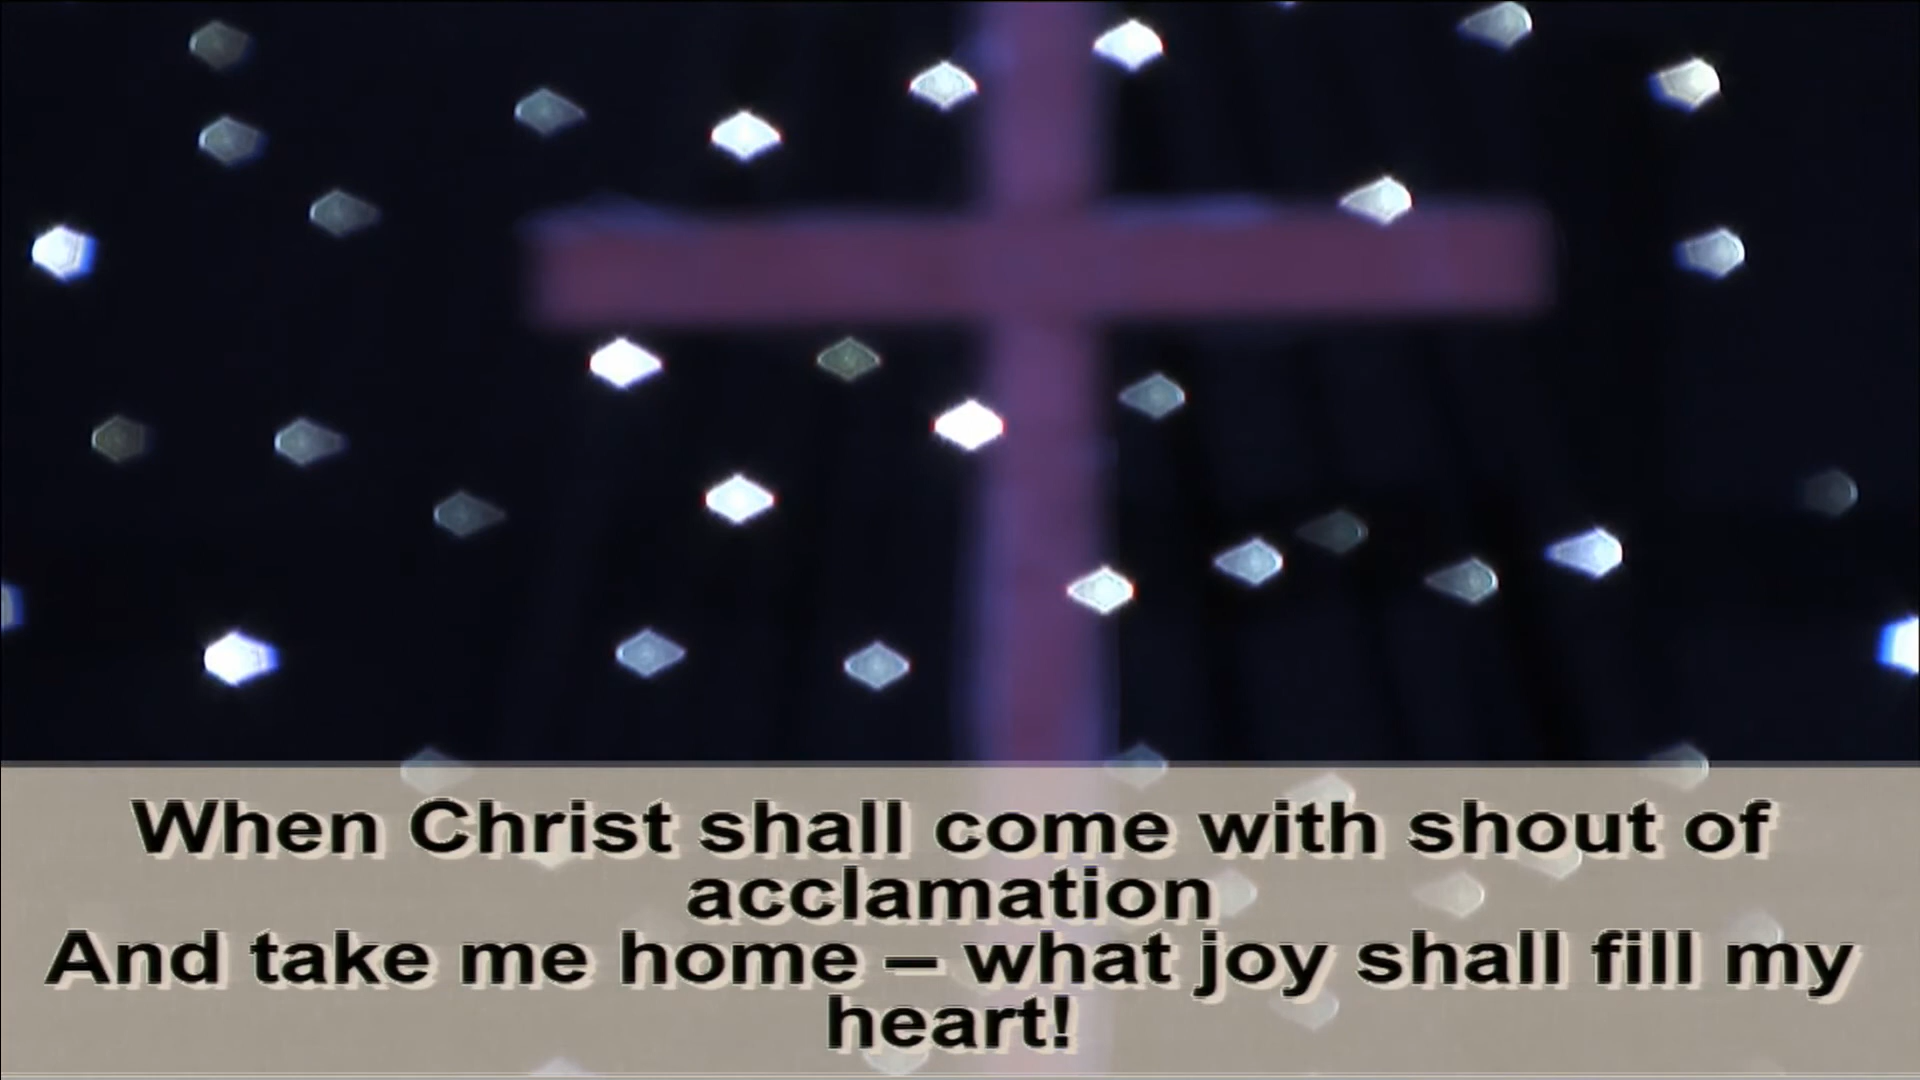 When Christ shall come with shout of
acclamation
And take me home – what joy shall fill my
heart!